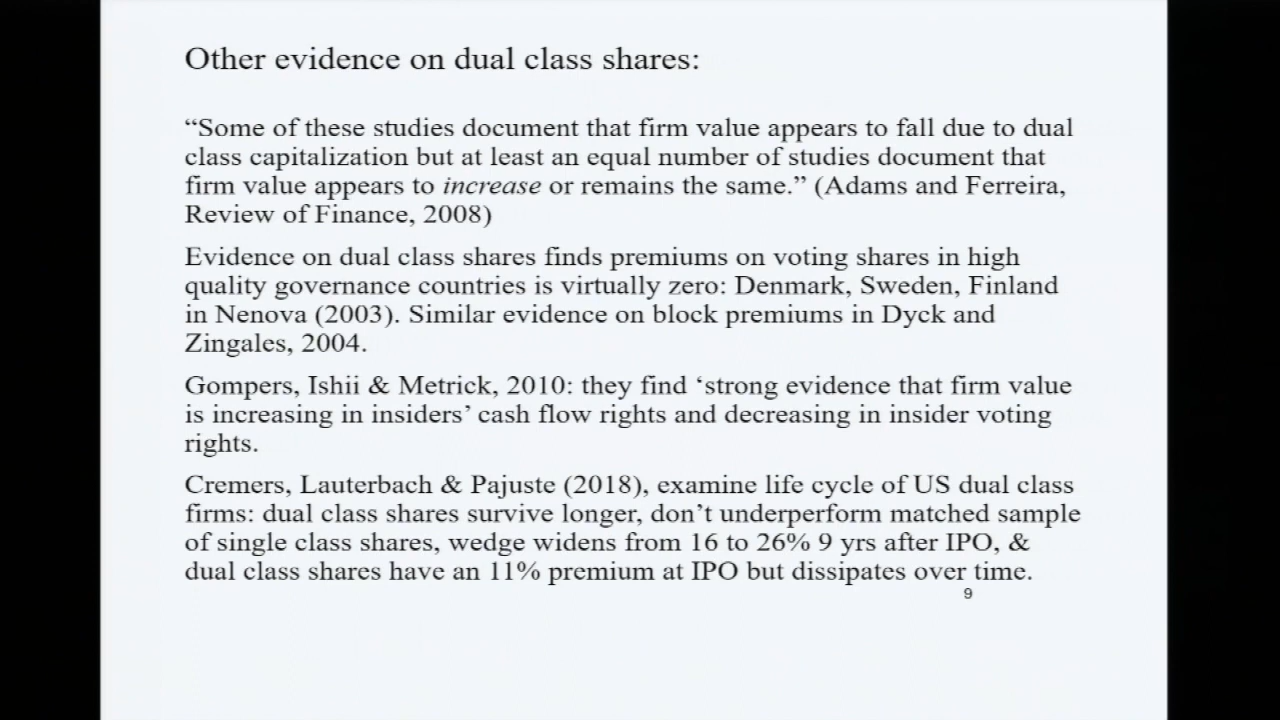 Other evidence on dual class shares:
“Some of these studies document that firm value appears to fall due to dual
class capitalization but at least an equal number of studies document that
firm value appears to increase or remains the same.” (Adams and Ferreira,
Review of Finance, 2008)
Evidence on dual class shares finds premiums on voting shares in high
quality governance countries is virtually zero: Denmark, Sweden, Finland
in Nenova (2003). Similar evidence on block premiums in Dyck and
Zingales, 2004.
Gompers, Ishii & Metrick, 2010: they find ‘strong evidence that firm value
is increasing in insiders’ cash flow rights and decreasing in insider voting
rights.
Cremers, Lauterbach & Pajuste (2018), examine life cycle of US dual class
firms: dual class shares survive longer, don’t underperform matched sample
of single class shares, wedge widens from 16 to 26% 9 yrs after IPO, &
dual class shares have an 11% premium at IPO but dissipates over time.
9